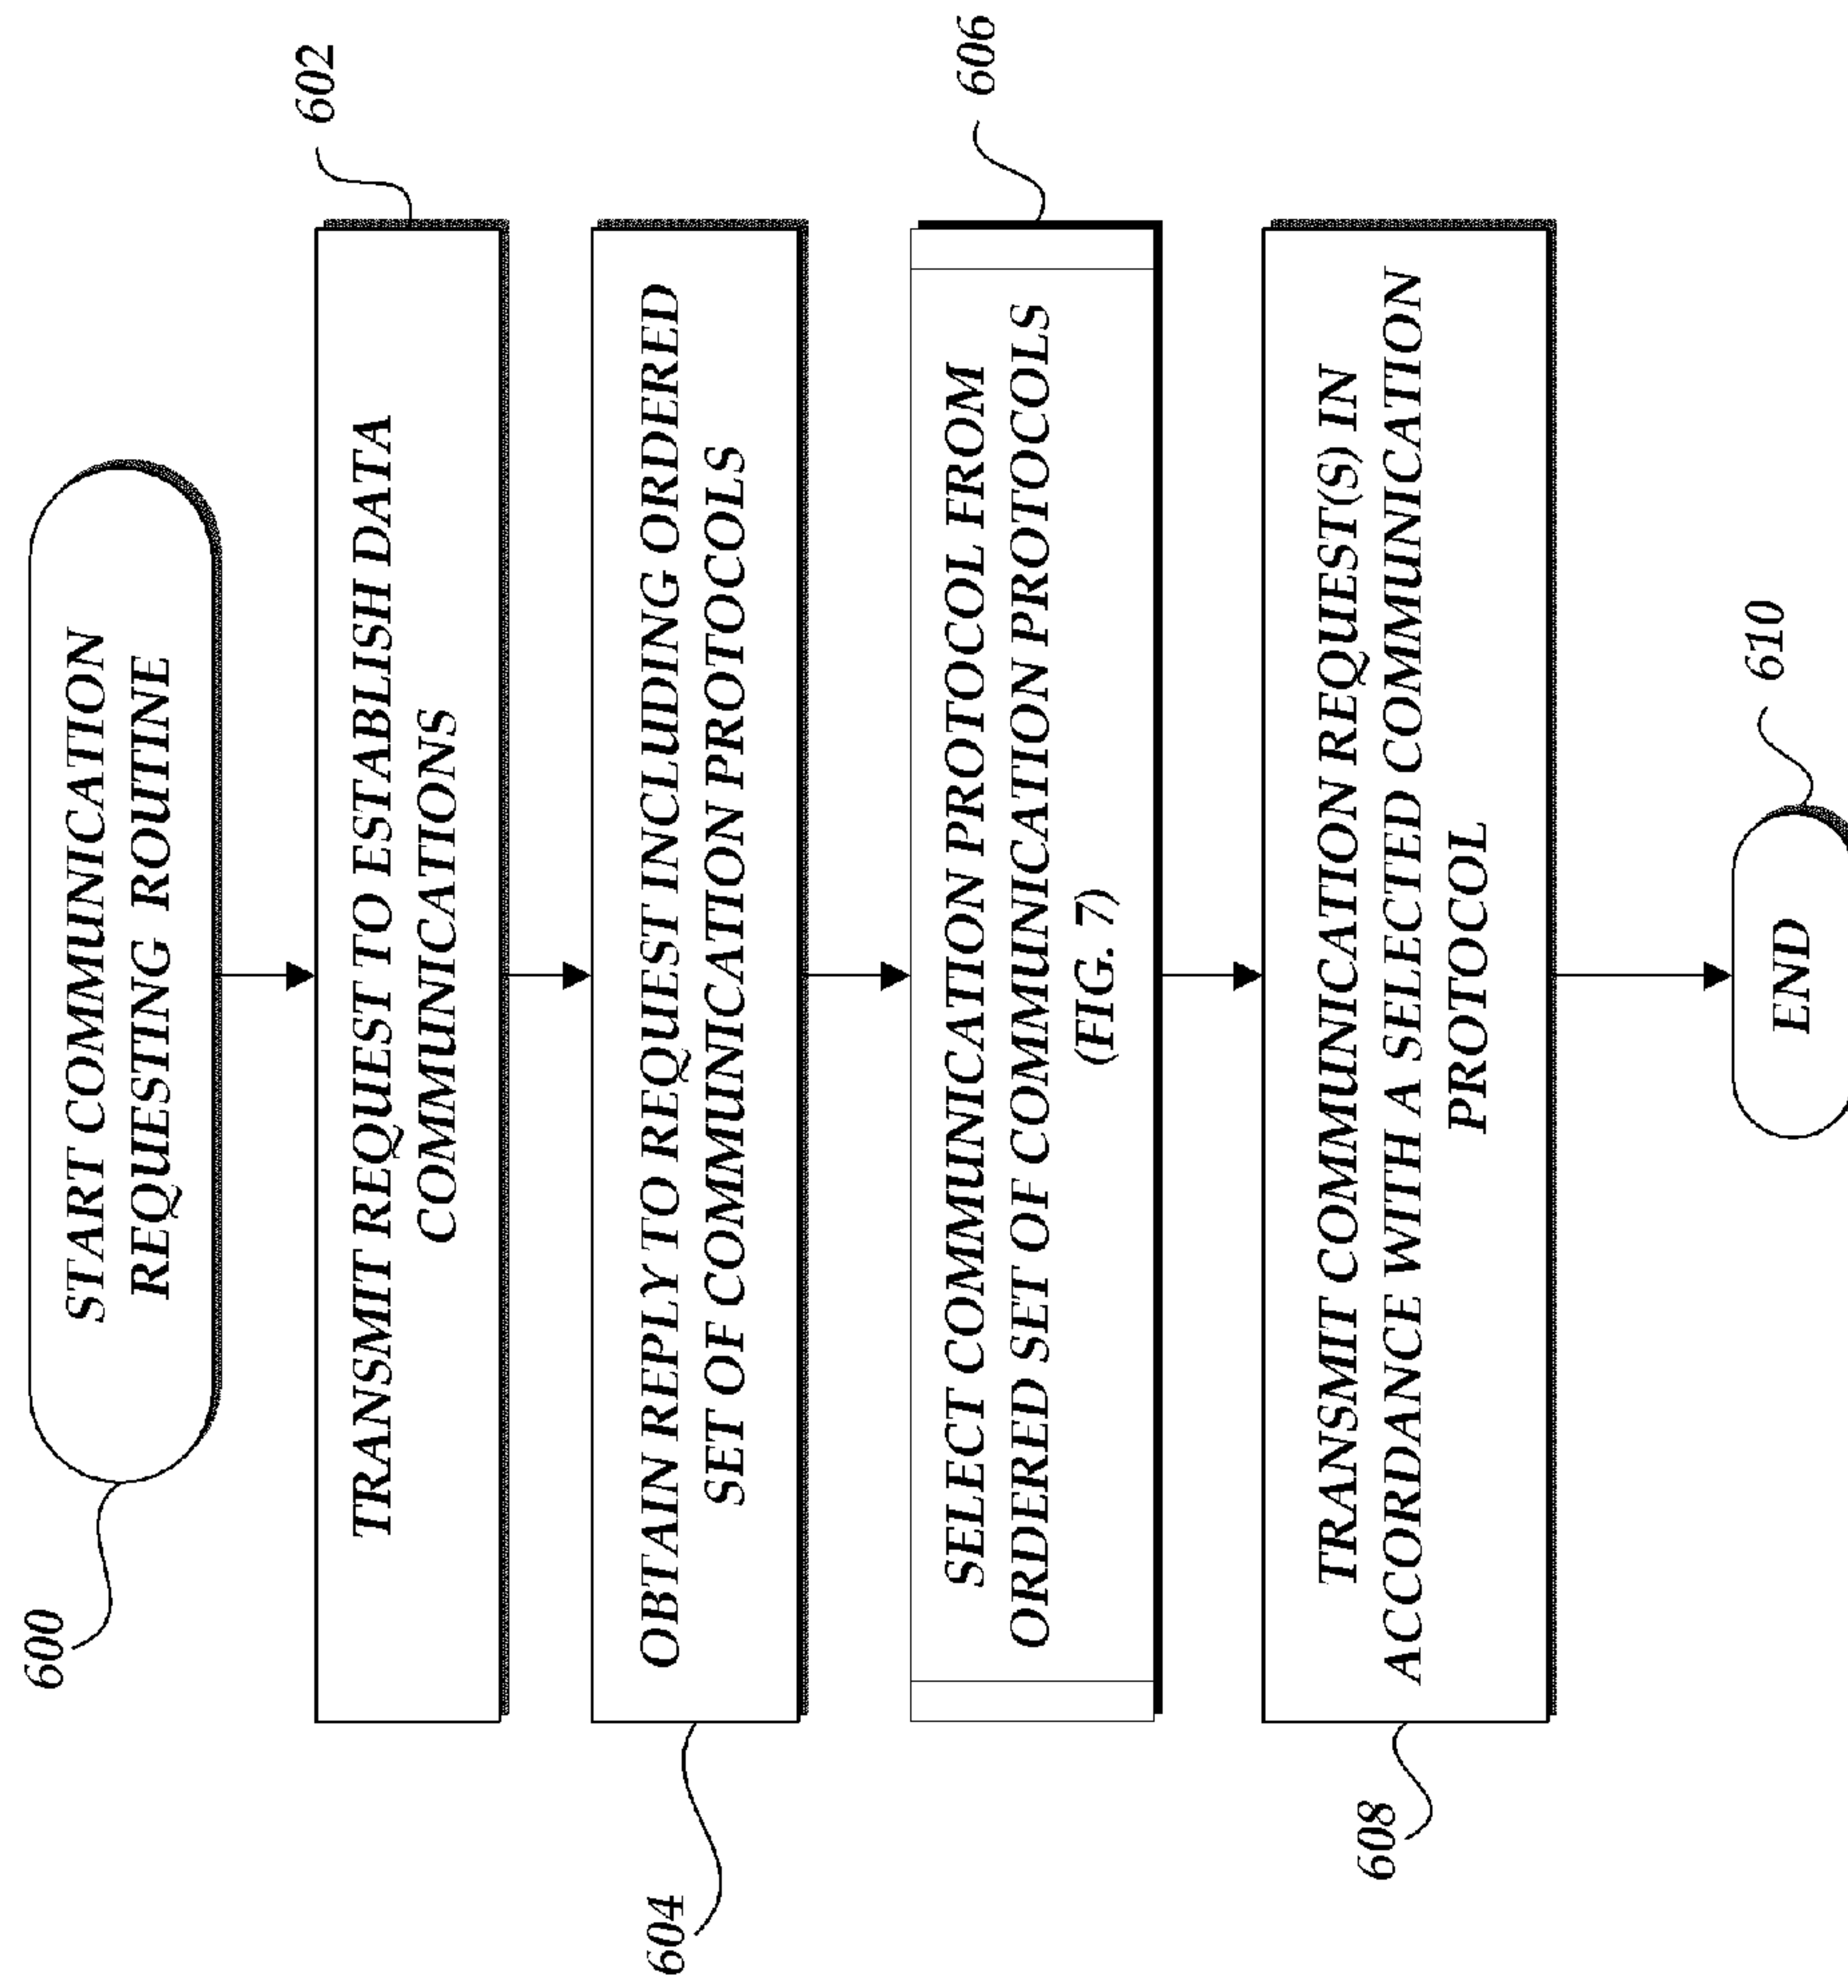 600
START COMMUNICATION
REQUESTING ROUTINE
602
TRANSMIT REQUEST TO ESTABLISH DATA
COMMUNICATIONS
604
OBTAIN REPLY TO REQUEST INCLUDING ORDERED
SET OF COMMUNICATION PROTOCOLS
606
SELECT COMMUNICATION PROTOCOL FROM
ORDERED SET OF COMMUNICATION PROTOCOLS
(FIG. 7)
608
TRANSMIT COMMUNICATION REQUEST(S) IN
ACCORDANCE WITH A SELECTED COMMUNICATION
PROTOCOL
610
END